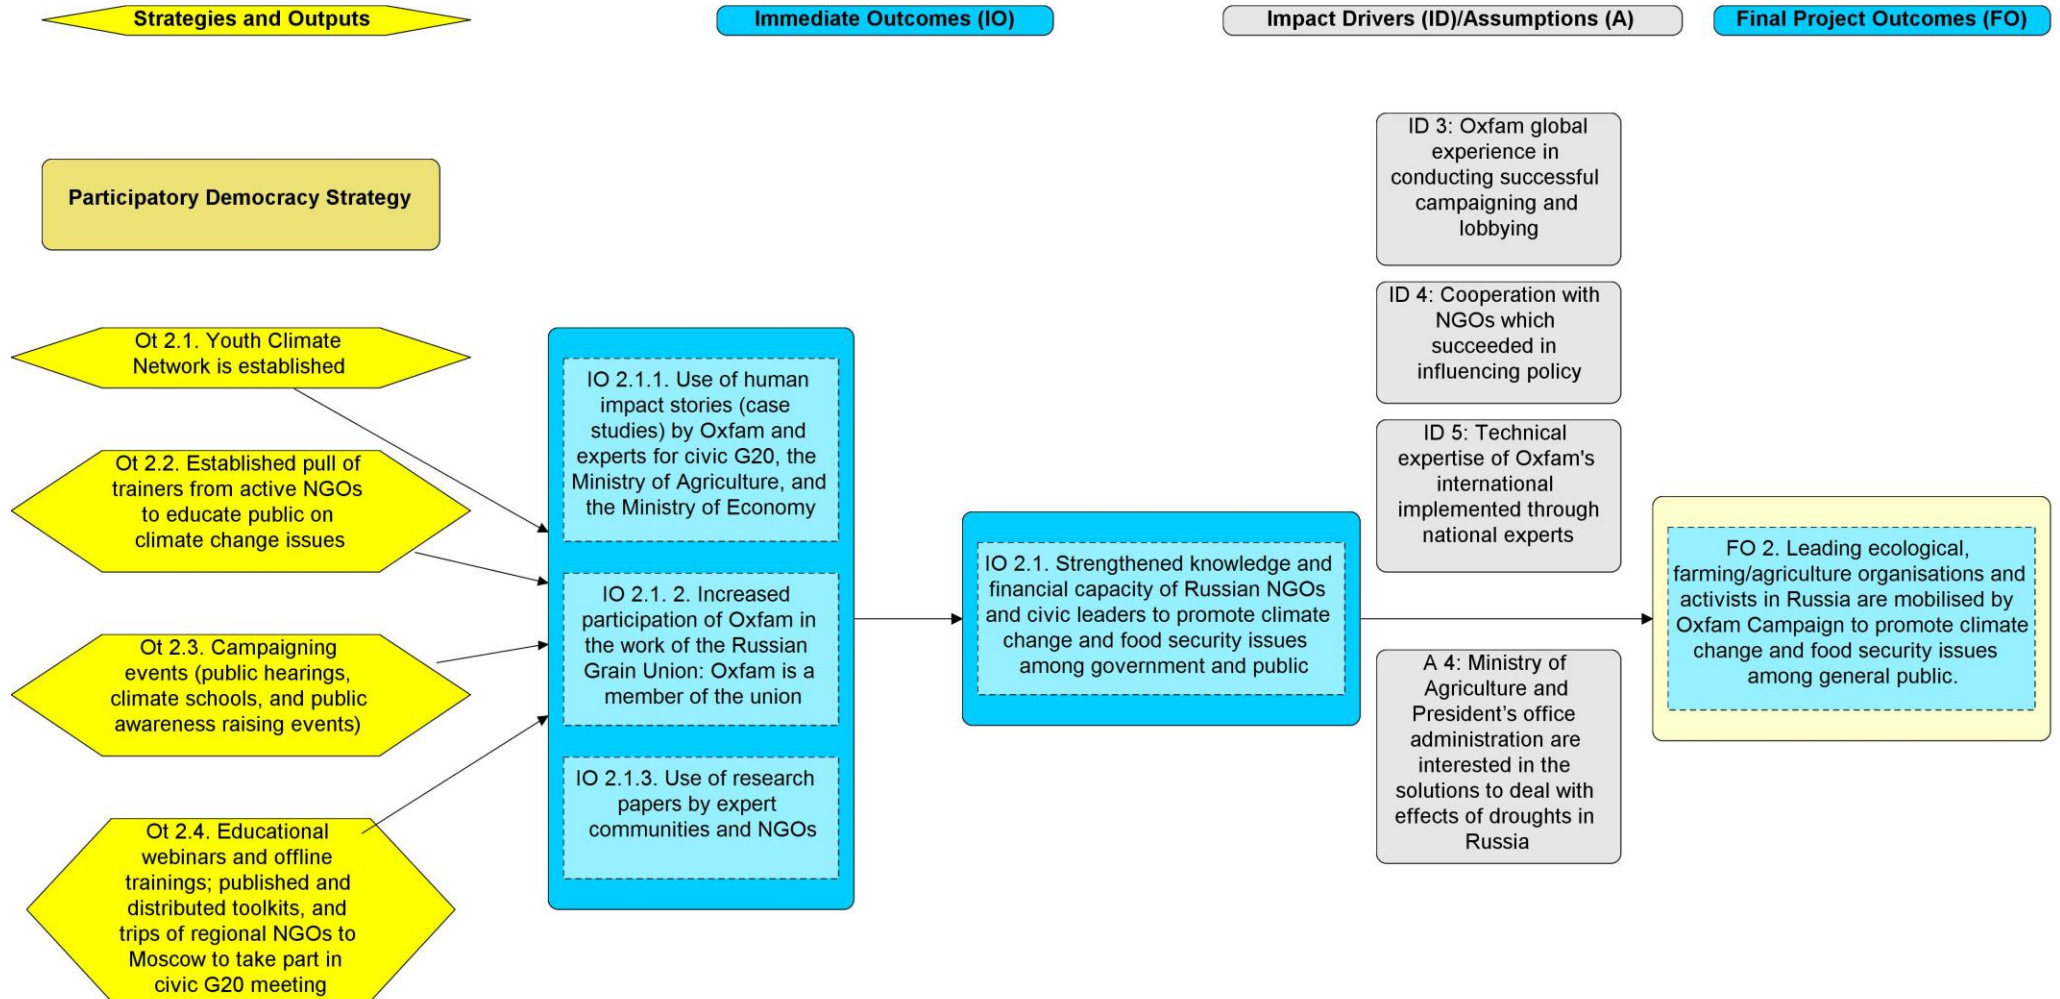 Strategies and Outputs
Immediate Outcomes (IO)
Impact Drivers (ID)/Assumptions (A)
Final Project Outcomes (FO)
Participatory Democracy Strategy
Ot 2.1. Youth Climate
Network is established
Ot 2.2. Established pull of
trainers from active NGOs
to educate public on
climate change issues
Ot 2.3. Campaigning
events (public hearings,
climate schools, and public
awareness raising events)
Ot 2.4. Educational
webinars and offline
trainings; published and
distributed toolkits, and
trips of regional NGOs to
Moscow to take part in
civic G20 meeting
IO 2.1.1. Use of human
impact stories (case
studies) by Oxfam and
experts for civic G20, the
Ministry of Agriculture, and
the Ministry of Economy
IO 2.1. 2. Increased
participation of Oxfam in
the work of the Russian
Grain Union: Oxfam is a
member of the union
IO 2.1.3. Use of research
papers by expert
communities and NGOs
IO 2.1. Strengthened knowledge and
financial capacity of Russian NGOs
and civic leaders to promote climate
change and food security issues
among government and public
ID 3: Oxfam global
experience in
conducting successful
campaigning and
lobbying
ID 4: Cooperation with
NGOs which
succeeded in
influencing policy
ID 5: Technical
expertise of Oxfam's
international
implemented through
national experts
A 4: Ministry of
Agriculture and
President’s office
administration are
interested in the
solutions to deal with
effects of droughts in
Russia
FO 2. Leading ecological,
farming/agriculture organisations and
activists in Russia are mobilised by
Oxfam Campaign to promote climate
change and food security issues
among general public.